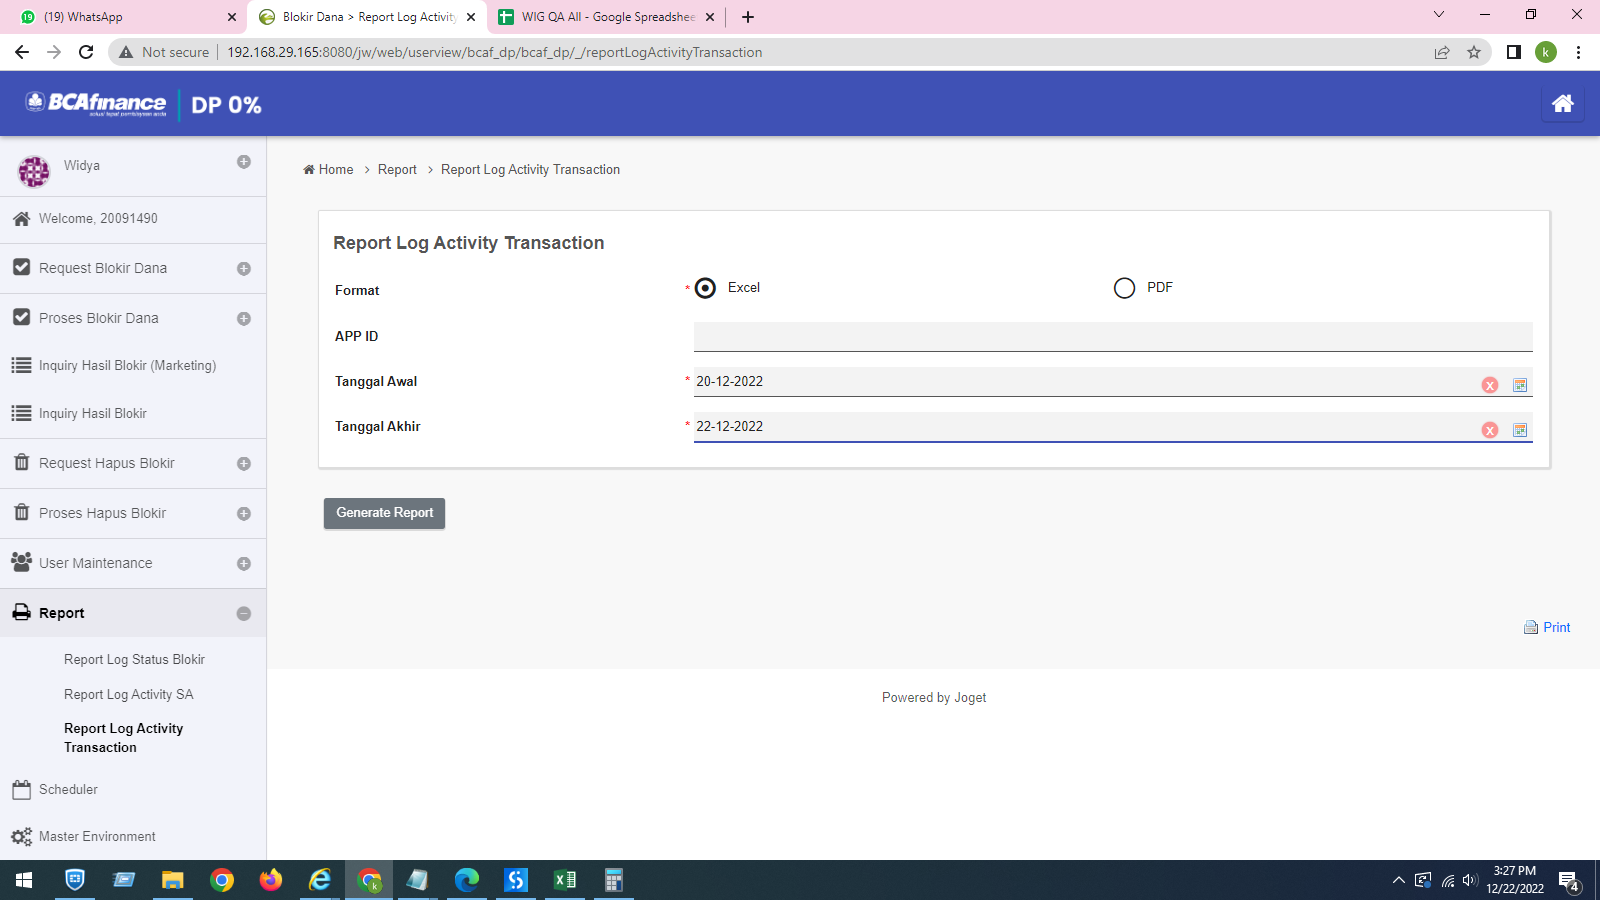 (19) WhatsApp
Blokir Dana > Report Log Activity
WIG QA All - Google Spreadshee
Not secure
192.168.29.165:8080/jw/web/userview/bcaf_dp/bcaf_dp/_/reportLogActivityTransaction
k
BCAfinance
DP 0%
Widya
Welcome, 20091490
Request Blokir Dana
Proses Blokir Dana
Inquiry Hasil Blokir (Marketing)
Inquiry Hasil Blokir
Request Hapus Blokir
Proses Hapus Blokir
User Maintenance
Report
Report Log Status Blokir
Report Log Activity SA
Report Log Activity
Transaction
Scheduler
Master Environment
Home > Report > Report Log Activity Transaction
Report Log Activity Transaction
Format * Excel PDF
APP ID
Tanggal Awal * 20-12-2022
Tanggal Akhir * 22-12-2022
Generate Report
Print
Powered by Joget
3:27 PM
12/22/2022
4